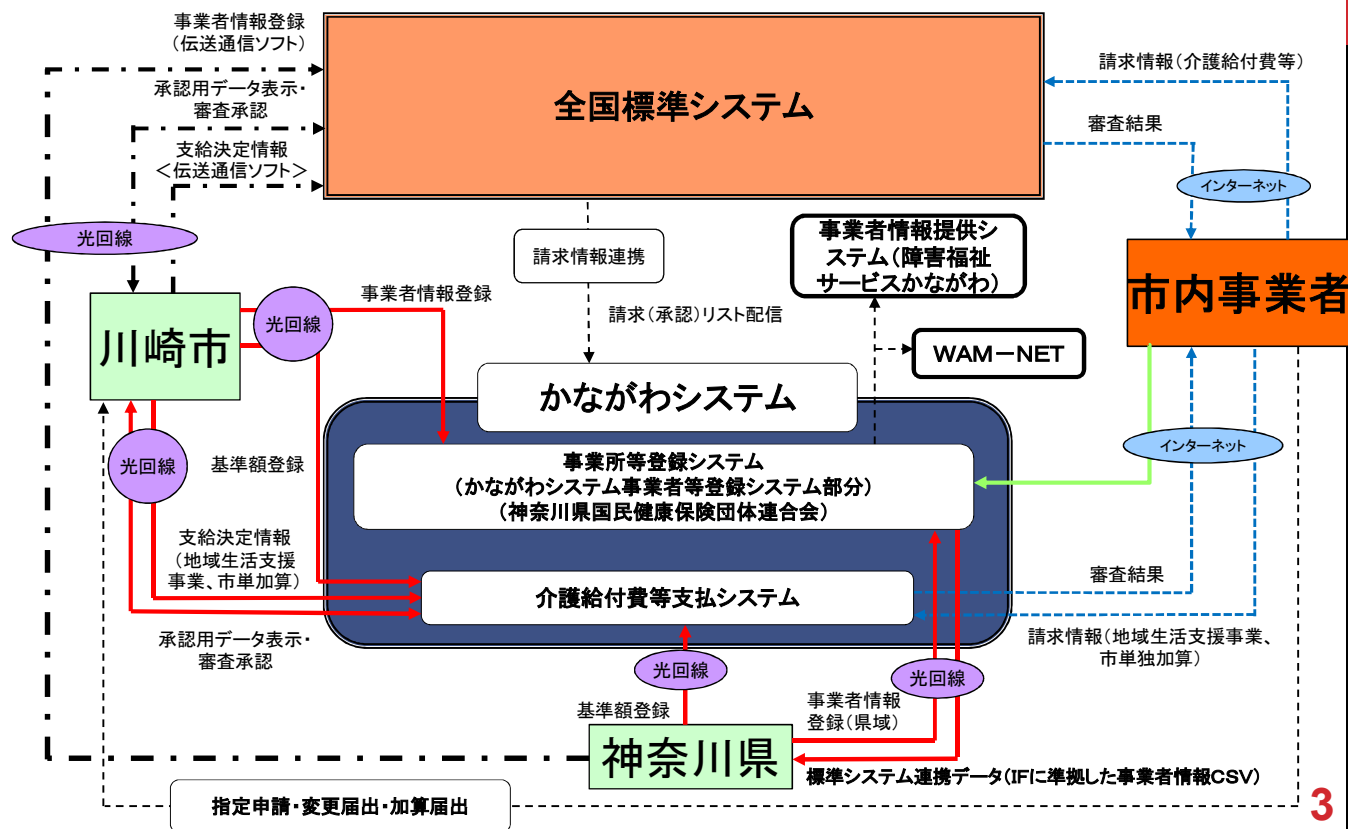 事業者情報登録
(伝送通信ソフト)
承認用データ表示・
審査承認
支給決定情報
＜伝送通信ソフト＞
全国標準システム
請求情報(介護給付費等)
審査結果
インターネット
光回線
請求情報連携
事業者情報提供シ
ステム(障害福祉
サービスかながわ)
市内事業者
川崎市
光回線
事業者情報登録
請求(承認)リスト配信
WAM－NET
かながわシステム
光回線
基準額登録
事業所等登録システム
(かながわシステム事業者等登録システム部分)
(神奈川県国民健康保険団体連合会)
インターネット
支給決定情報
(地域生活支援
事業、市単加算)
介護給付費等支払システム
審査結果
承認用データ表示・
審査承認
請求情報(地域生活支援事業、
市単独加算)
光回線
光回線
基準額登録
事業者情報
登録(県域)
神奈川県
標準システム連携データ(IFに準拠した事業者情報CSV)
指定申請・変更届出・加算届出
3